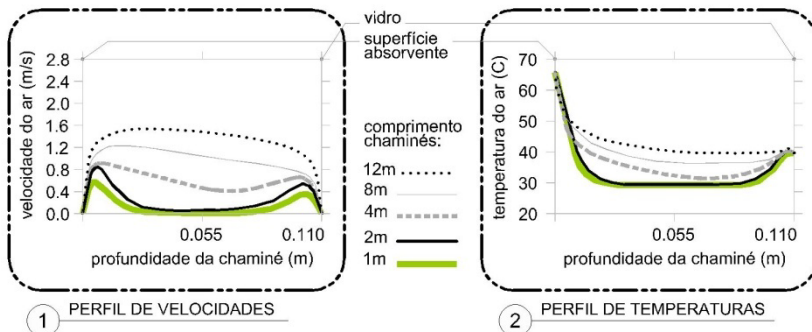 vidro
superfície
absorvente
velocidade do ar (m/s)
2.8
2.4
2.0
1.6
1.2
0.8
0.4
0.0
0.055
0.110
profundidade da chaminé (m)
1
PERFIL DE VELOCIDADES
comprimento
chaminés:
12m
8m
4m
2m
1m
temperatura do ar (C)
70
60
50
40
30
20
0.055
0.110
profundidade da chaminé (m)
2
PERFIL DE TEMPERATURAS